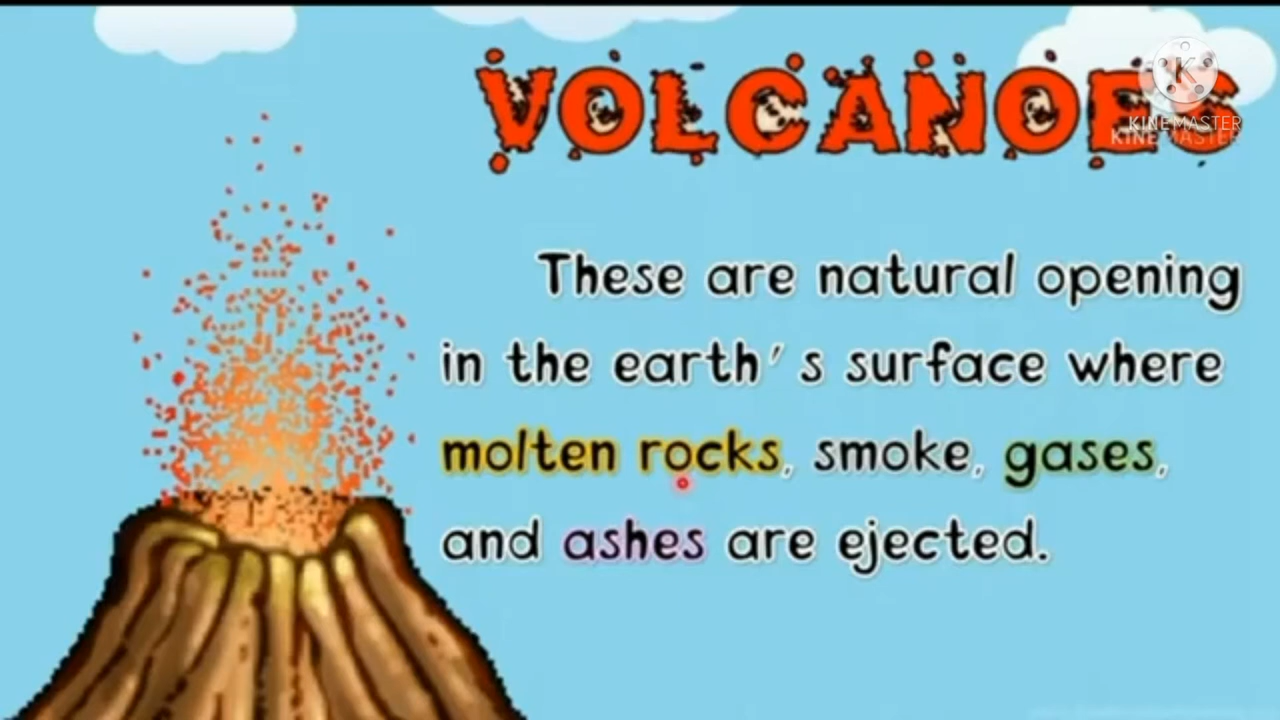 VOLCANOES
K
KINEMASTER
KINEMASTER
These are natural opening
in the earth's surface where
molten rocks, smoke, gases,
and ashes are ejected.